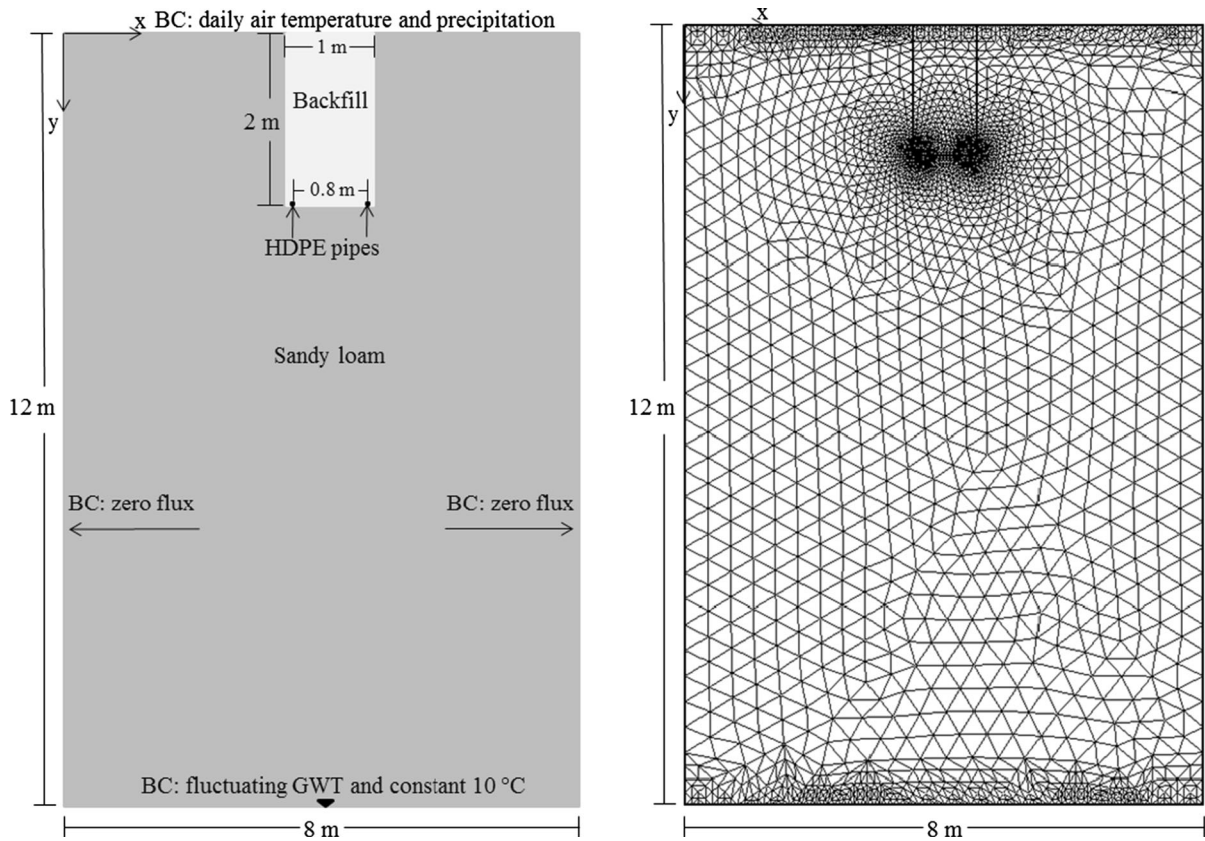 x BC: daily air temperature and precipitation
1 m
Backfill
y
2 m
0.8 m
HDPE pipes
Sandy loam
12 m
BC: zero flux
BC: zero flux
BC: fluctuating GWT and constant 10 °C
8 m
x
y
12 m
8 m